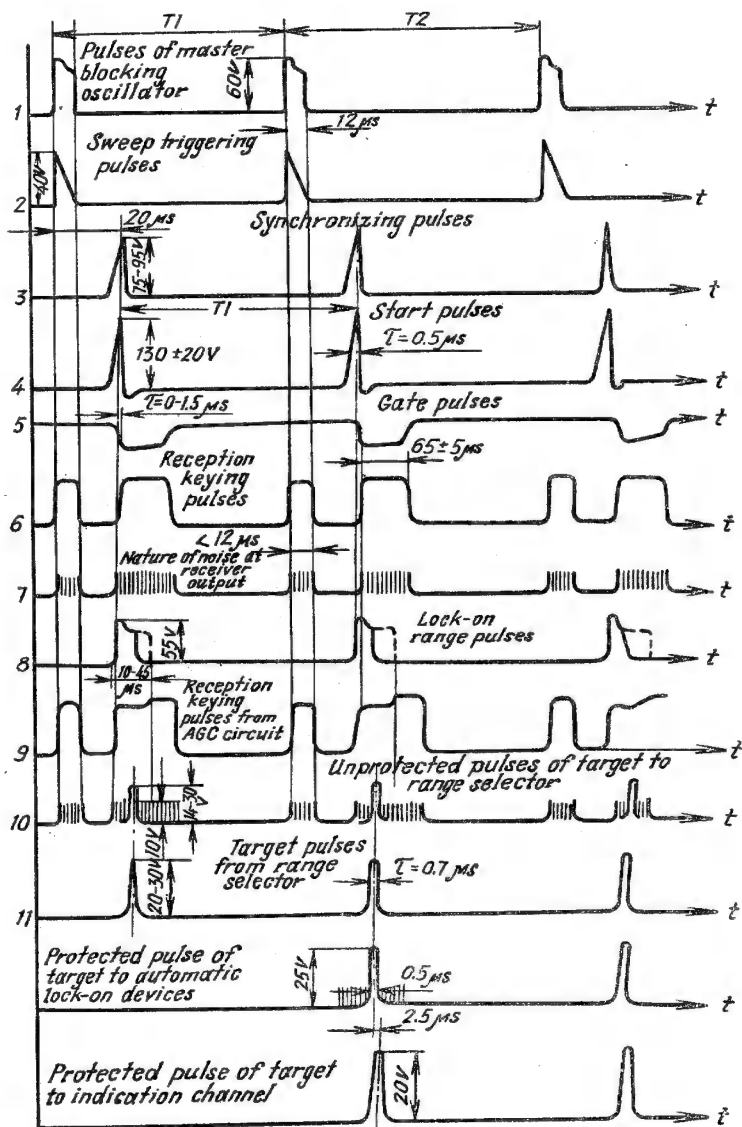 T1
T2
Pulses of master
blocking
oscillator
60V
1
t
12 μs
Sweep triggering
pulses
40V
2
t
20 μs
Synchronizing pulses
75-95V
3
t
T1
Start pulses
130 ±20V
τ=0.5 μs
4
t
τ=0-1.5 μs
Gate pulses
5
t
65±5 μs
Reception
keying
pulses
6
t
<12 μs
Nature of noise at
receiver
output
7
t
Lock-on
range pulses
55V
8
t
10-45
μs
Reception
keying
pulses from
AGC circuit
9
t
Unprotected pulses of target to
range selector
10
t
10V
Target pulses
from range
selector
20-30V
τ=0.7 μs
11
t
Protected pulse of
target to automatic
lock-on devices
25V
0.5 μs
t
2.5 μs
Protected pulse of target
to indication channel
20V
t